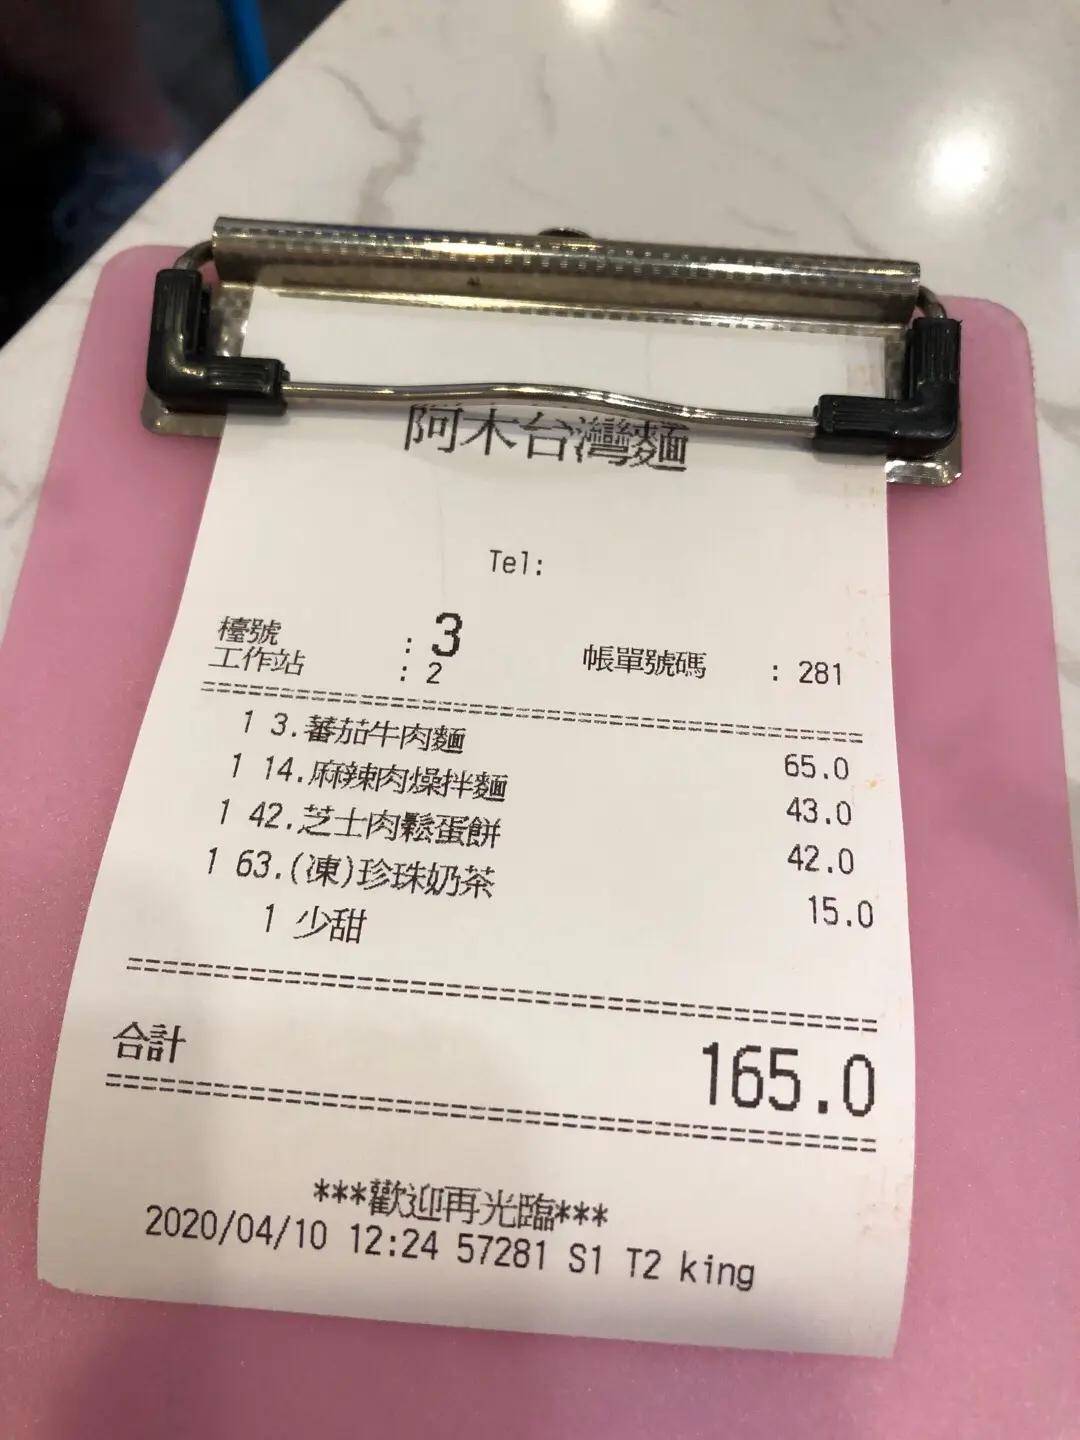 阿木台灣麵
Tel:
檯號 : 3
工作站 : 2 帳單號碼 : 281
1 3.蕃茄牛肉麵 65.0
1 14.麻辣肉燥拌麵 43.0
1 42.芝士肉鬆蛋餅 42.0
1 63.(凍)珍珠奶茶 15.0
1 少甜
合計 165.0
***歡迎再光臨***
2020/04/10 12:24 57281 S1 T2 king